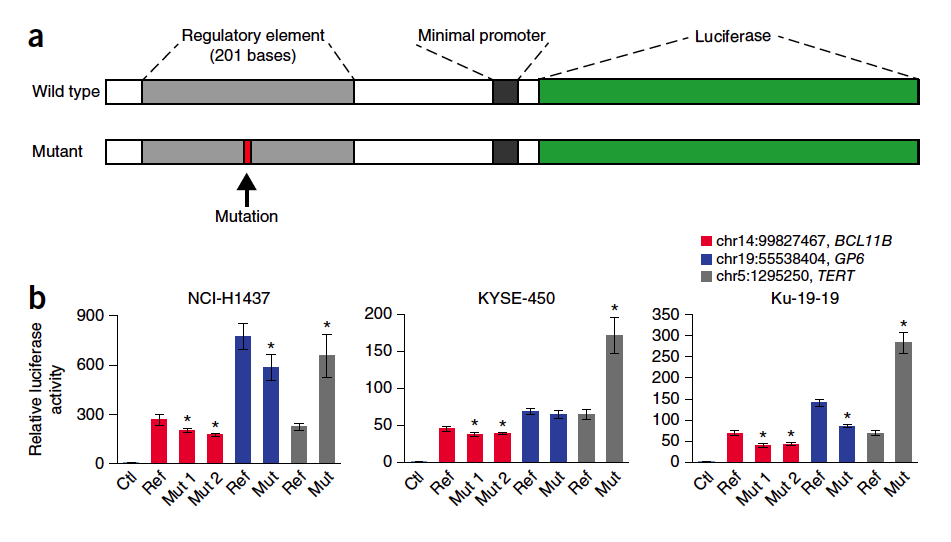 a
Regulatory element
(201 bases)
Minimal promoter
Luciferase
Wild type
Mutant
Mutation
chr14:99827467, BCL11B
chr19:55538404, GP6
chr5:1295250, TERT
b
NCI-H1437
KYSE-450
Ku-19-19
Relative luciferase
activity
900
600
300
0
*
*
*
*
Ctl
Ref
Mut 1
Mut 2
Ref
Mut
Ref
Mut
200
150
100
50
0
*
*
*
Ctl
Ref
Mut 1
Mut 2
Ref
Mut
Ref
Mut
350
300
250
200
150
100
50
0
*
*
*
*
Ctl
Ref
Mut 1
Mut 2
Ref
Mut
Ref
Mut